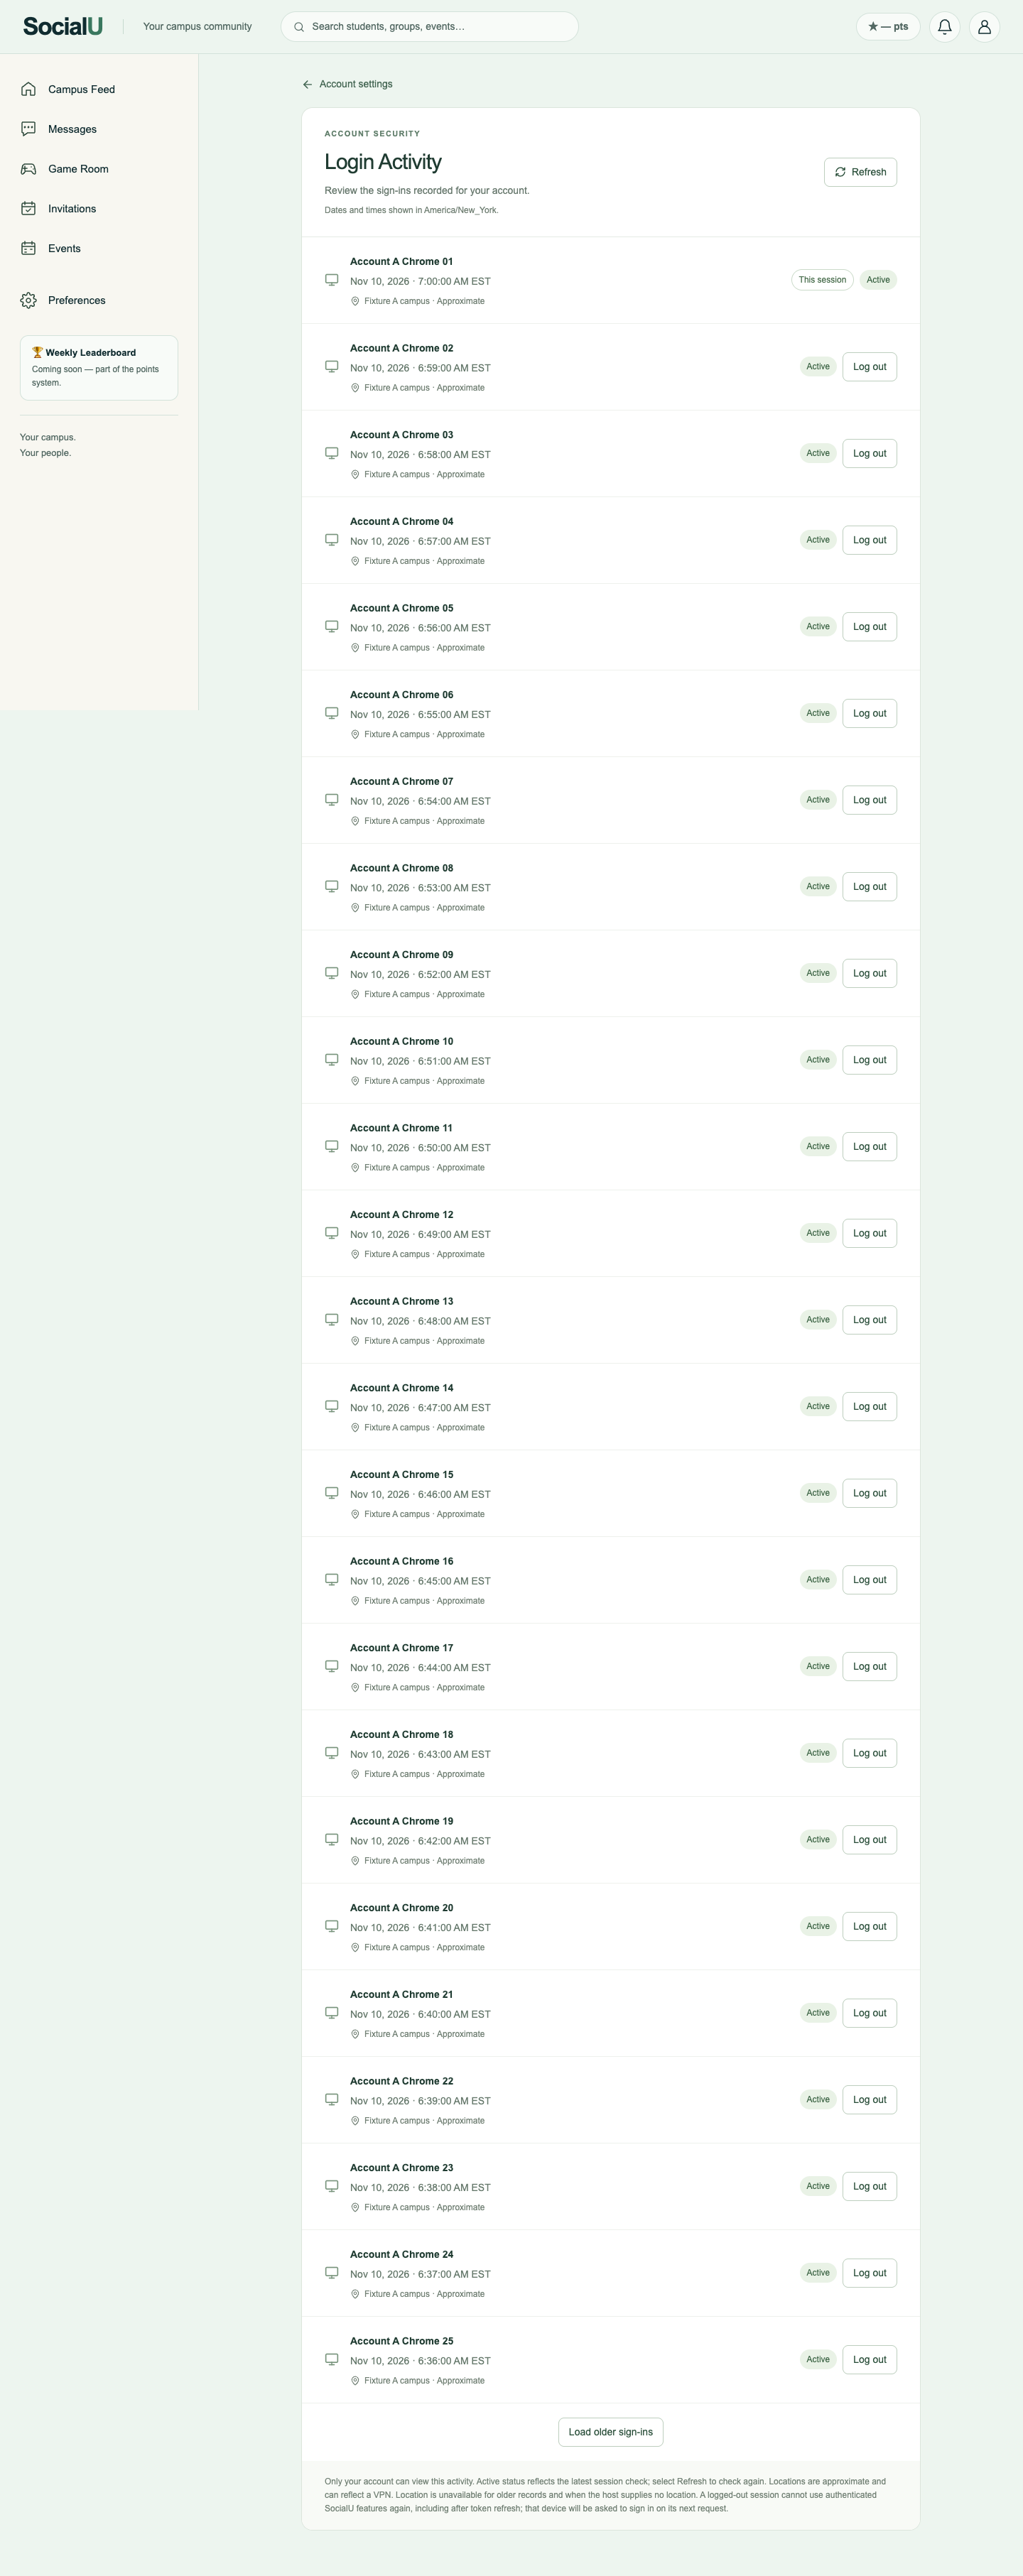 SocialU
Your campus community
Search students, groups, events…
★ — pts
Campus Feed
Messages
Game Room
Invitations
Events
Preferences
🏆 Weekly Leaderboard
Coming soon — part of the points
system.
Your campus.
Your people.
Account settings
ACCOUNT SECURITY
Login Activity
Review the sign-ins recorded for your account.
Dates and times shown in America/New_York.
Refresh
Account A Chrome 01
Nov 10, 2026 · 7:00:00 AM EST
Fixture A campus · Approximate
This session
Active
Account A Chrome 02
Nov 10, 2026 · 6:59:00 AM EST
Fixture A campus · Approximate
Active
Log out
Account A Chrome 03
Nov 10, 2026 · 6:58:00 AM EST
Fixture A campus · Approximate
Active
Log out
Account A Chrome 04
Nov 10, 2026 · 6:57:00 AM EST
Fixture A campus · Approximate
Active
Log out
Account A Chrome 05
Nov 10, 2026 · 6:56:00 AM EST
Fixture A campus · Approximate
Active
Log out
Account A Chrome 06
Nov 10, 2026 · 6:55:00 AM EST
Fixture A campus · Approximate
Active
Log out
Account A Chrome 07
Nov 10, 2026 · 6:54:00 AM EST
Fixture A campus · Approximate
Active
Log out
Account A Chrome 08
Nov 10, 2026 · 6:53:00 AM EST
Fixture A campus · Approximate
Active
Log out
Account A Chrome 09
Nov 10, 2026 · 6:52:00 AM EST
Fixture A campus · Approximate
Active
Log out
Account A Chrome 10
Nov 10, 2026 · 6:51:00 AM EST
Fixture A campus · Approximate
Active
Log out
Account A Chrome 11
Nov 10, 2026 · 6:50:00 AM EST
Fixture A campus · Approximate
Active
Log out
Account A Chrome 12
Nov 10, 2026 · 6:49:00 AM EST
Fixture A campus · Approximate
Active
Log out
Account A Chrome 13
Nov 10, 2026 · 6:48:00 AM EST
Fixture A campus · Approximate
Active
Log out
Account A Chrome 14
Nov 10, 2026 · 6:47:00 AM EST
Fixture A campus · Approximate
Active
Log out
Account A Chrome 15
Nov 10, 2026 · 6:46:00 AM EST
Fixture A campus · Approximate
Active
Log out
Account A Chrome 16
Nov 10, 2026 · 6:45:00 AM EST
Fixture A campus · Approximate
Active
Log out
Account A Chrome 17
Nov 10, 2026 · 6:44:00 AM EST
Fixture A campus · Approximate
Active
Log out
Account A Chrome 18
Nov 10, 2026 · 6:43:00 AM EST
Fixture A campus · Approximate
Active
Log out
Account A Chrome 19
Nov 10, 2026 · 6:42:00 AM EST
Fixture A campus · Approximate
Active
Log out
Account A Chrome 20
Nov 10, 2026 · 6:41:00 AM EST
Fixture A campus · Approximate
Active
Log out
Account A Chrome 21
Nov 10, 2026 · 6:40:00 AM EST
Fixture A campus · Approximate
Active
Log out
Account A Chrome 22
Nov 10, 2026 · 6:39:00 AM EST
Fixture A campus · Approximate
Active
Log out
Account A Chrome 23
Nov 10, 2026 · 6:38:00 AM EST
Fixture A campus · Approximate
Active
Log out
Account A Chrome 24
Nov 10, 2026 · 6:37:00 AM EST
Fixture A campus · Approximate
Active
Log out
Account A Chrome 25
Nov 10, 2026 · 6:36:00 AM EST
Fixture A campus · Approximate
Active
Log out
Load older sign-ins
Only your account can view this activity. Active status reflects the latest session check; select Refresh to check again. Locations are approximate and
can reflect a VPN. Location is unavailable for older records and when the host supplies no location. A logged-out session cannot use authenticated
SocialU features again, including after token refresh; that device will be asked to sign in on its next request.